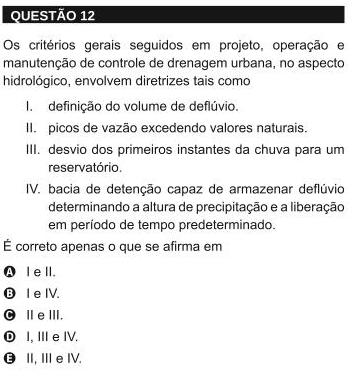 QUESTÃO 12
Os critérios gerais seguidos em projeto, operação e
manutenção de controle de drenagem urbana, no aspecto
hidrológico, envolvem diretrizes tais como
I. definição do volume de deflúvio.
II. picos de vazão excedendo valores naturais.
III. desvio dos primeiros instantes da chuva para um
reservatório.
IV. bacia de detenção capaz de armazenar deflúvio
determinando a altura de precipitação e a liberação
em período de tempo predeterminado.
É correto apenas o que se afirma em
A I e II.
B I e IV.
C II e III.
D I, III e IV.
E II, III e IV.